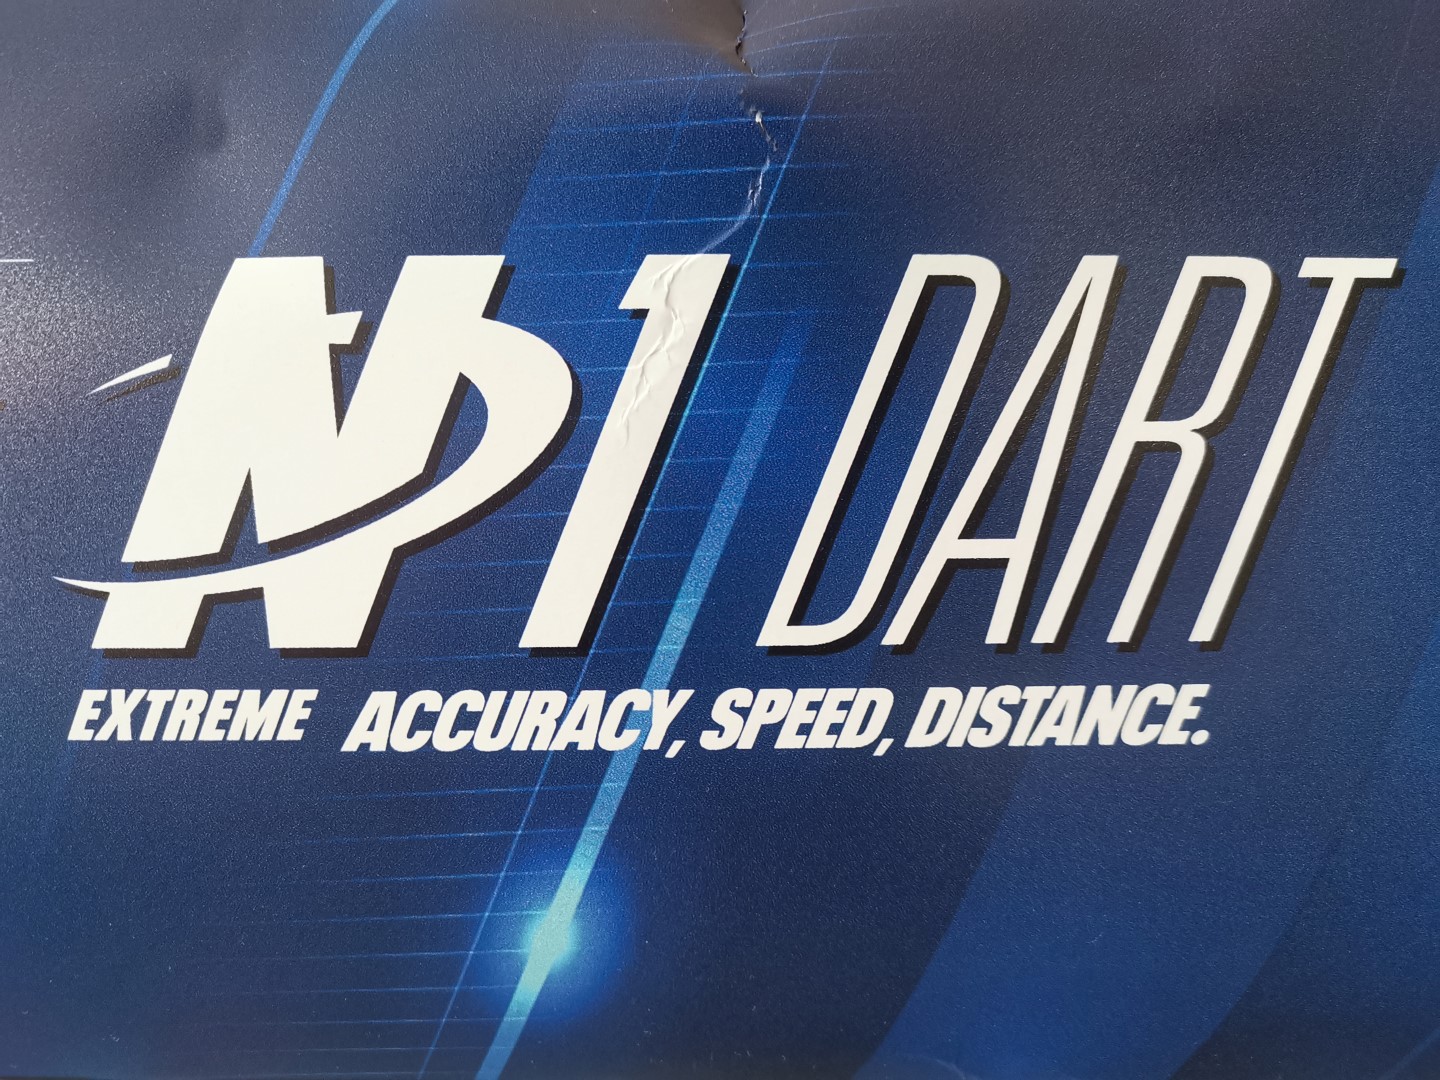 N1 DART
EXTREME ACCURACY, SPEED, DISTANCE.